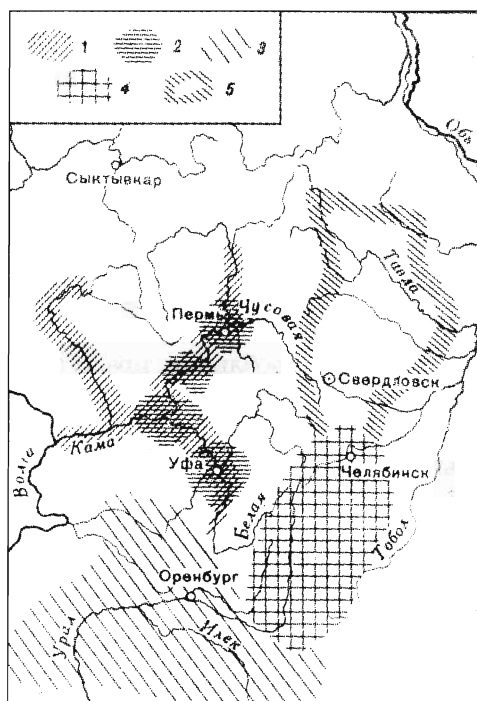 1 2 3
4 5
Обь
Сыктывкар
Тавда
Чусовая
Пермь
Свердловск
Кама
Волга
Уфа
Челябинск
Белая
Тобол
Оренбург
Урал
Илек